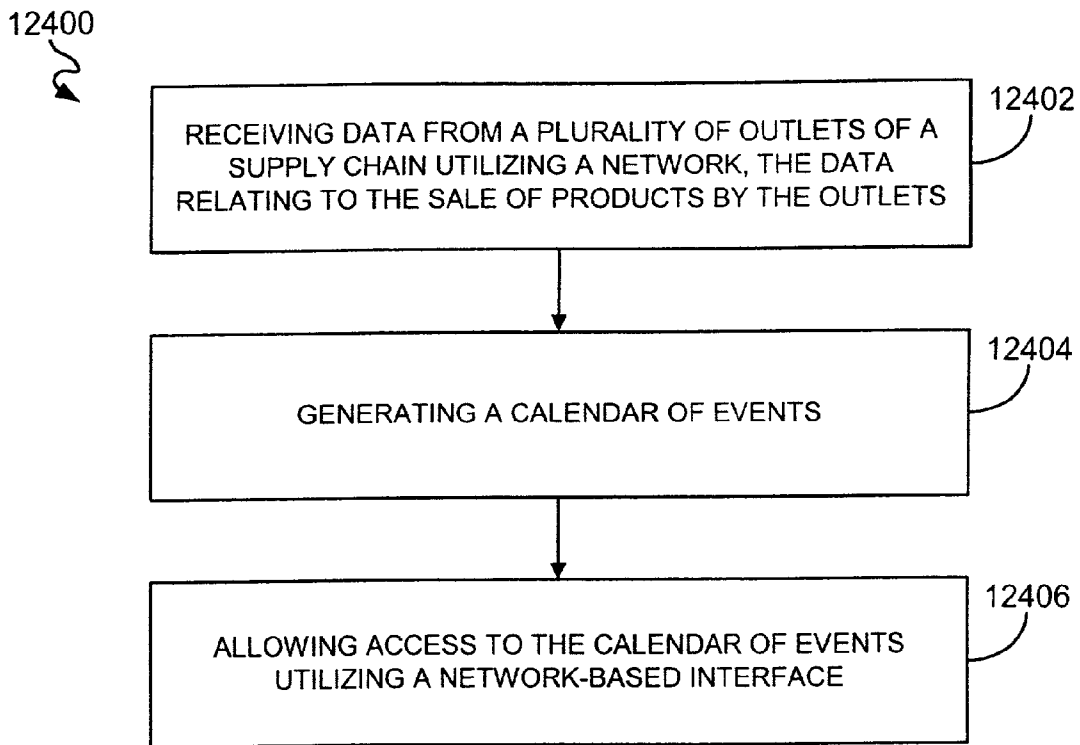 12400
12402
RECEIVING DATA FROM A PLURALITY OF OUTLETS OF A
SUPPLY CHAIN UTILIZING A NETWORK, THE DATA
RELATING TO THE SALE OF PRODUCTS BY THE OUTLETS
12404
GENERATING A CALENDAR OF EVENTS
12406
ALLOWING ACCESS TO THE CALENDAR OF EVENTS
UTILIZING A NETWORK-BASED INTERFACE